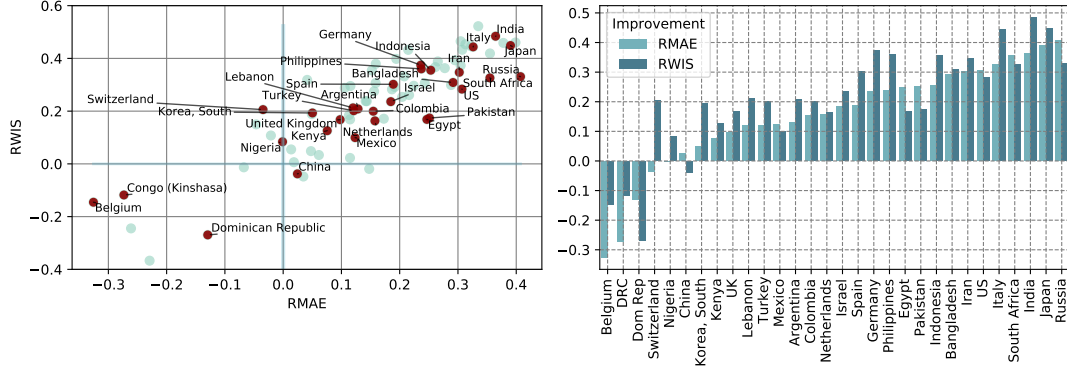 0.6
0.4
0.2
0.0
−0.2
−0.4
RWIS
−0.3
−0.2
−0.1
0.0
0.1
0.2
0.3
0.4
RMAE
Germany
Italy
India
Indonesia
Japan
Philippines
Iran
Lebanon
Bangladesh
Russia
Spain
South Africa
Switzerland
Turkey
Argentina
Israel
US
Korea, South
Colombia
Pakistan
United Kingdom
Kenya
Netherlands
Egypt
Nigeria
Mexico
China
Congo (Kinshasa)
Belgium
Dominican Republic
0.5
0.4
0.3
0.2
0.1
0.0
−0.1
−0.2
−0.3
Improvement
RMAE
RWIS
Belgium
DRC
Dom Rep
Switzerland
Nigeria
China
Korea, South
Kenya
UK
Lebanon
Turkey
Mexico
Argentina
Colombia
Netherlands
Israel
Spain
Germany
Philippines
Egypt
Pakistan
Indonesia
Bangladesh
Iran
US
Italy
South Africa
India
Japan
Russia